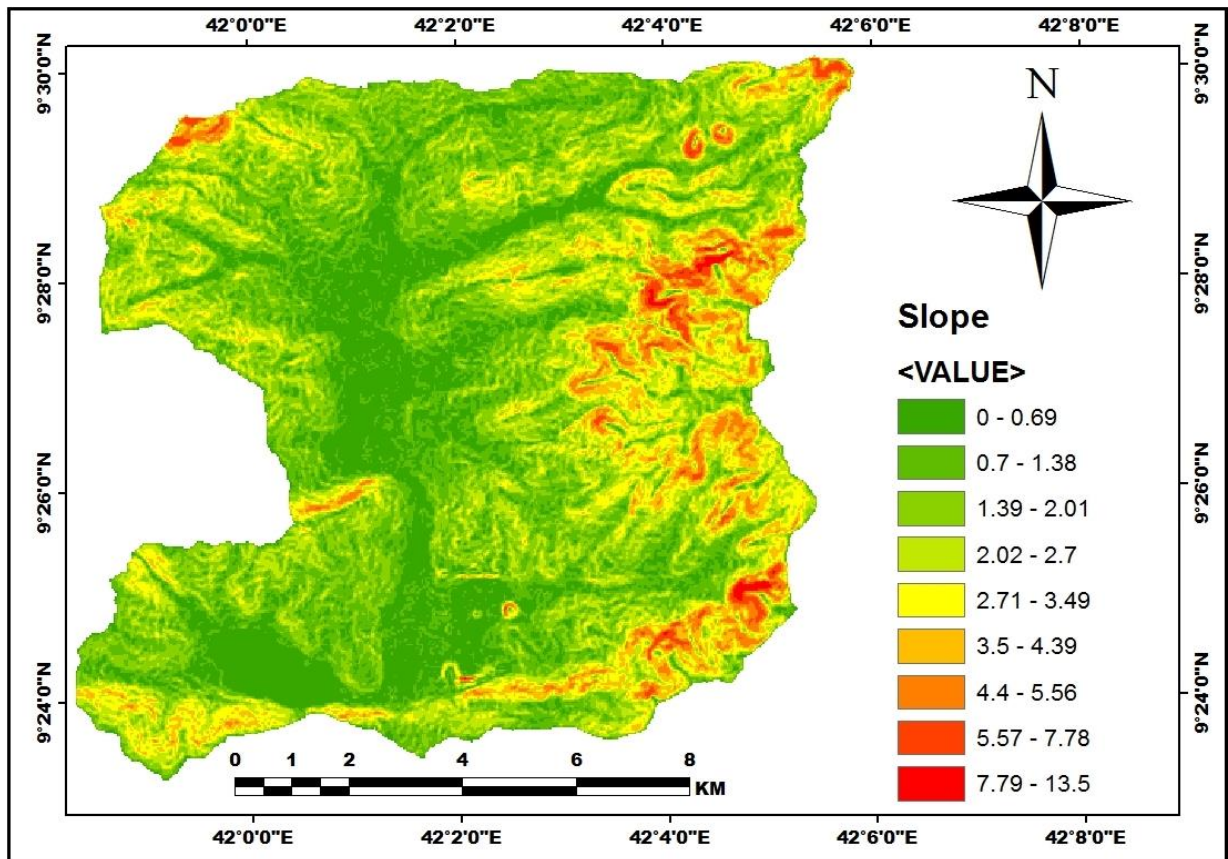 42°0'0"E 42°2'0"E 42°4'0"E 42°6'0"E 42°8'0"E
9°30'0"N
9°28'0"N
9°26'0"N
9°24'0"N
9°30'0"N
9°28'0"N
9°26'0"N
9°24'0"N
N
Slope
<VALUE>
0 - 0.69
0.7 - 1.38
1.39 - 2.01
2.02 - 2.7
2.71 - 3.49
3.5 - 4.39
4.4 - 5.56
5.57 - 7.78
7.79 - 13.5
0 1 2 4 6 8
KM
42°0'0"E 42°2'0"E 42°4'0"E 42°6'0"E 42°8'0"E